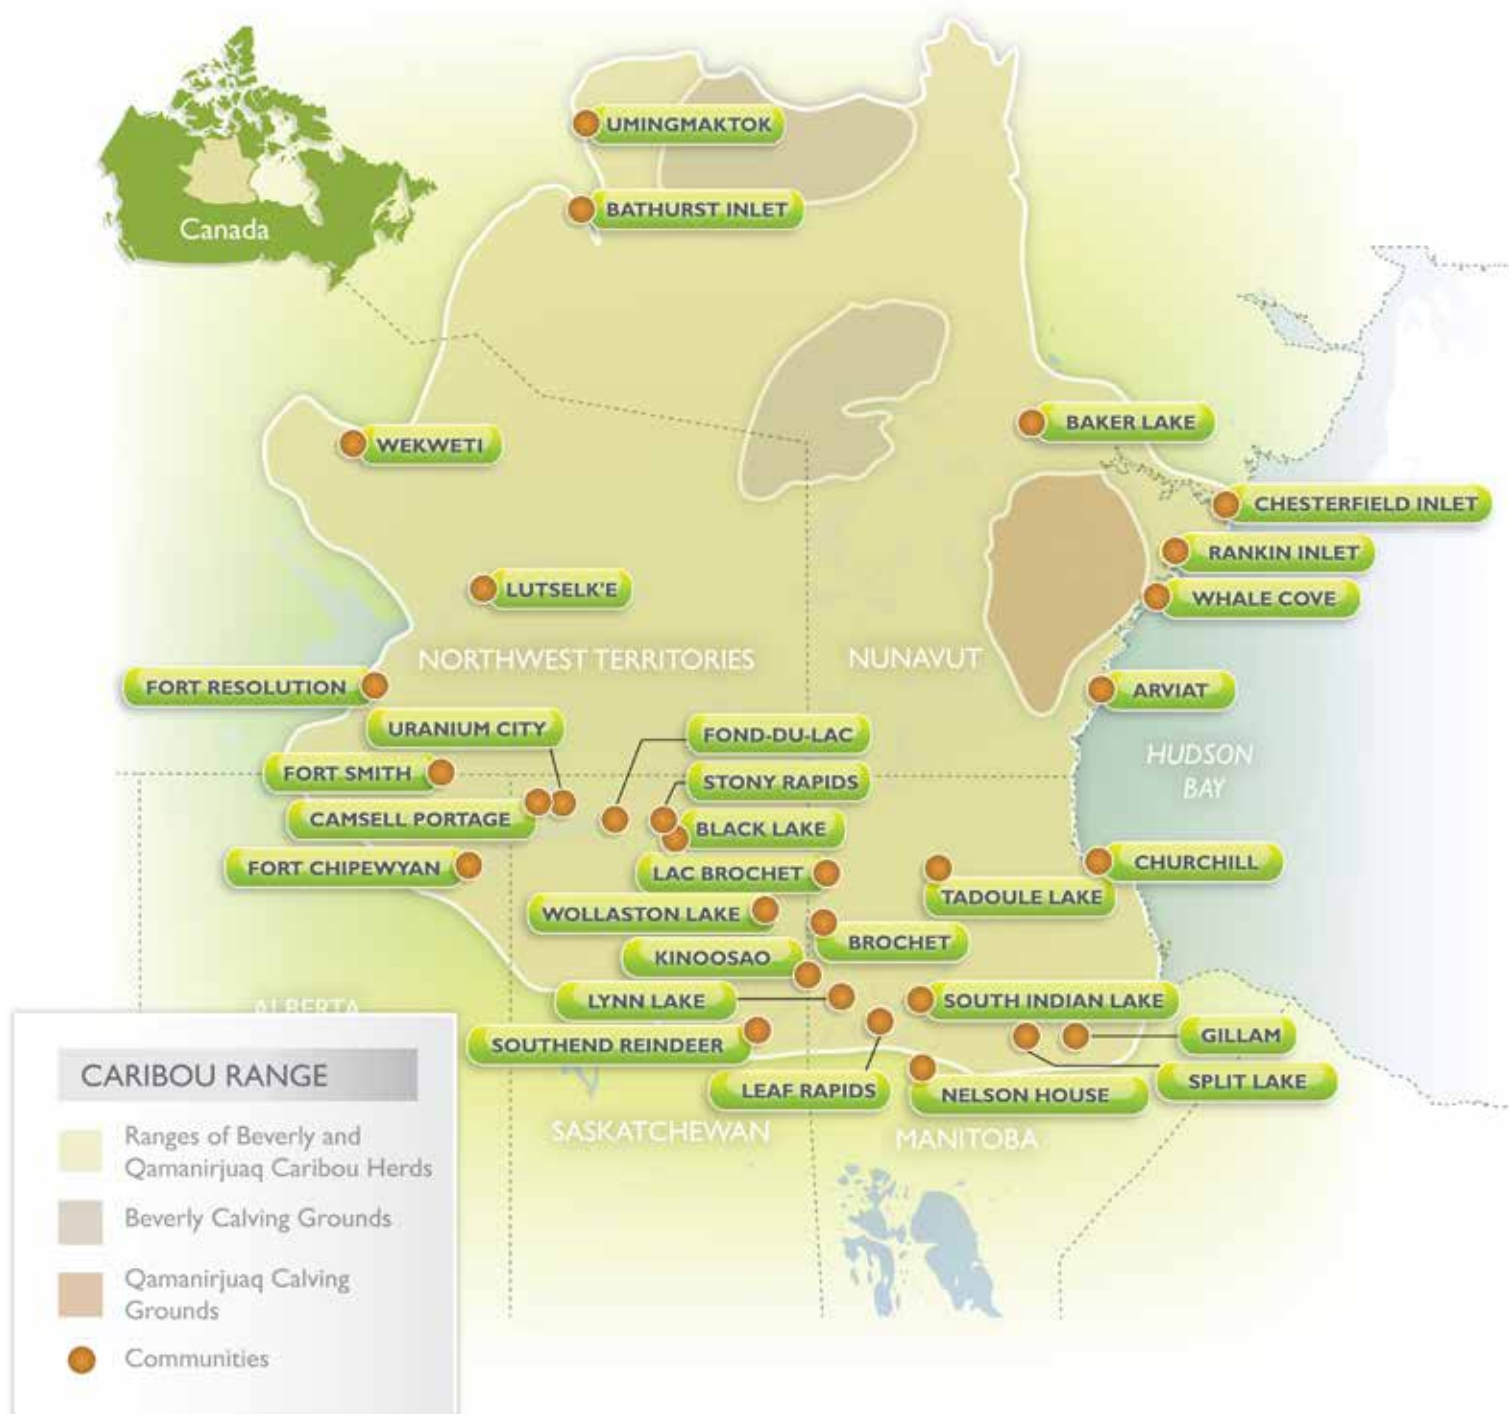 Canada
UMINGMAKTOK
BATHURST INLET
WEKWETI
BAKER LAKE
CHESTERFIELD INLET
RANKIN INLET
WHALE COVE
LUTSELK'E
NORTHWEST TERRITORIES
NUNAVUT
FORT RESOLUTION
ARVIAT
URANIUM CITY
FOND-DU-LAC
HUDSON
BAY
FORT SMITH
STONY RAPIDS
CAMSELL PORTAGE
BLACK LAKE
FORT CHIPEWYAN
LAC BROCHET
CHURCHILL
TADOULE LAKE
WOLLASTON LAKE
BROCHET
KINOOSAO
LYNN LAKE
SOUTH INDIAN LAKE
ALBERTA
SOUTHEND REINDEER
GILLAM
LEAF RAPIDS
NELSON HOUSE
SPLIT LAKE
SASKATCHEWAN
MANITOBA
CARIBOU RANGE
Ranges of Beverly and
Qamanirjuaq Caribou Herds
Beverly Calving Grounds
Qamanirjuaq Calving
Grounds
Communities